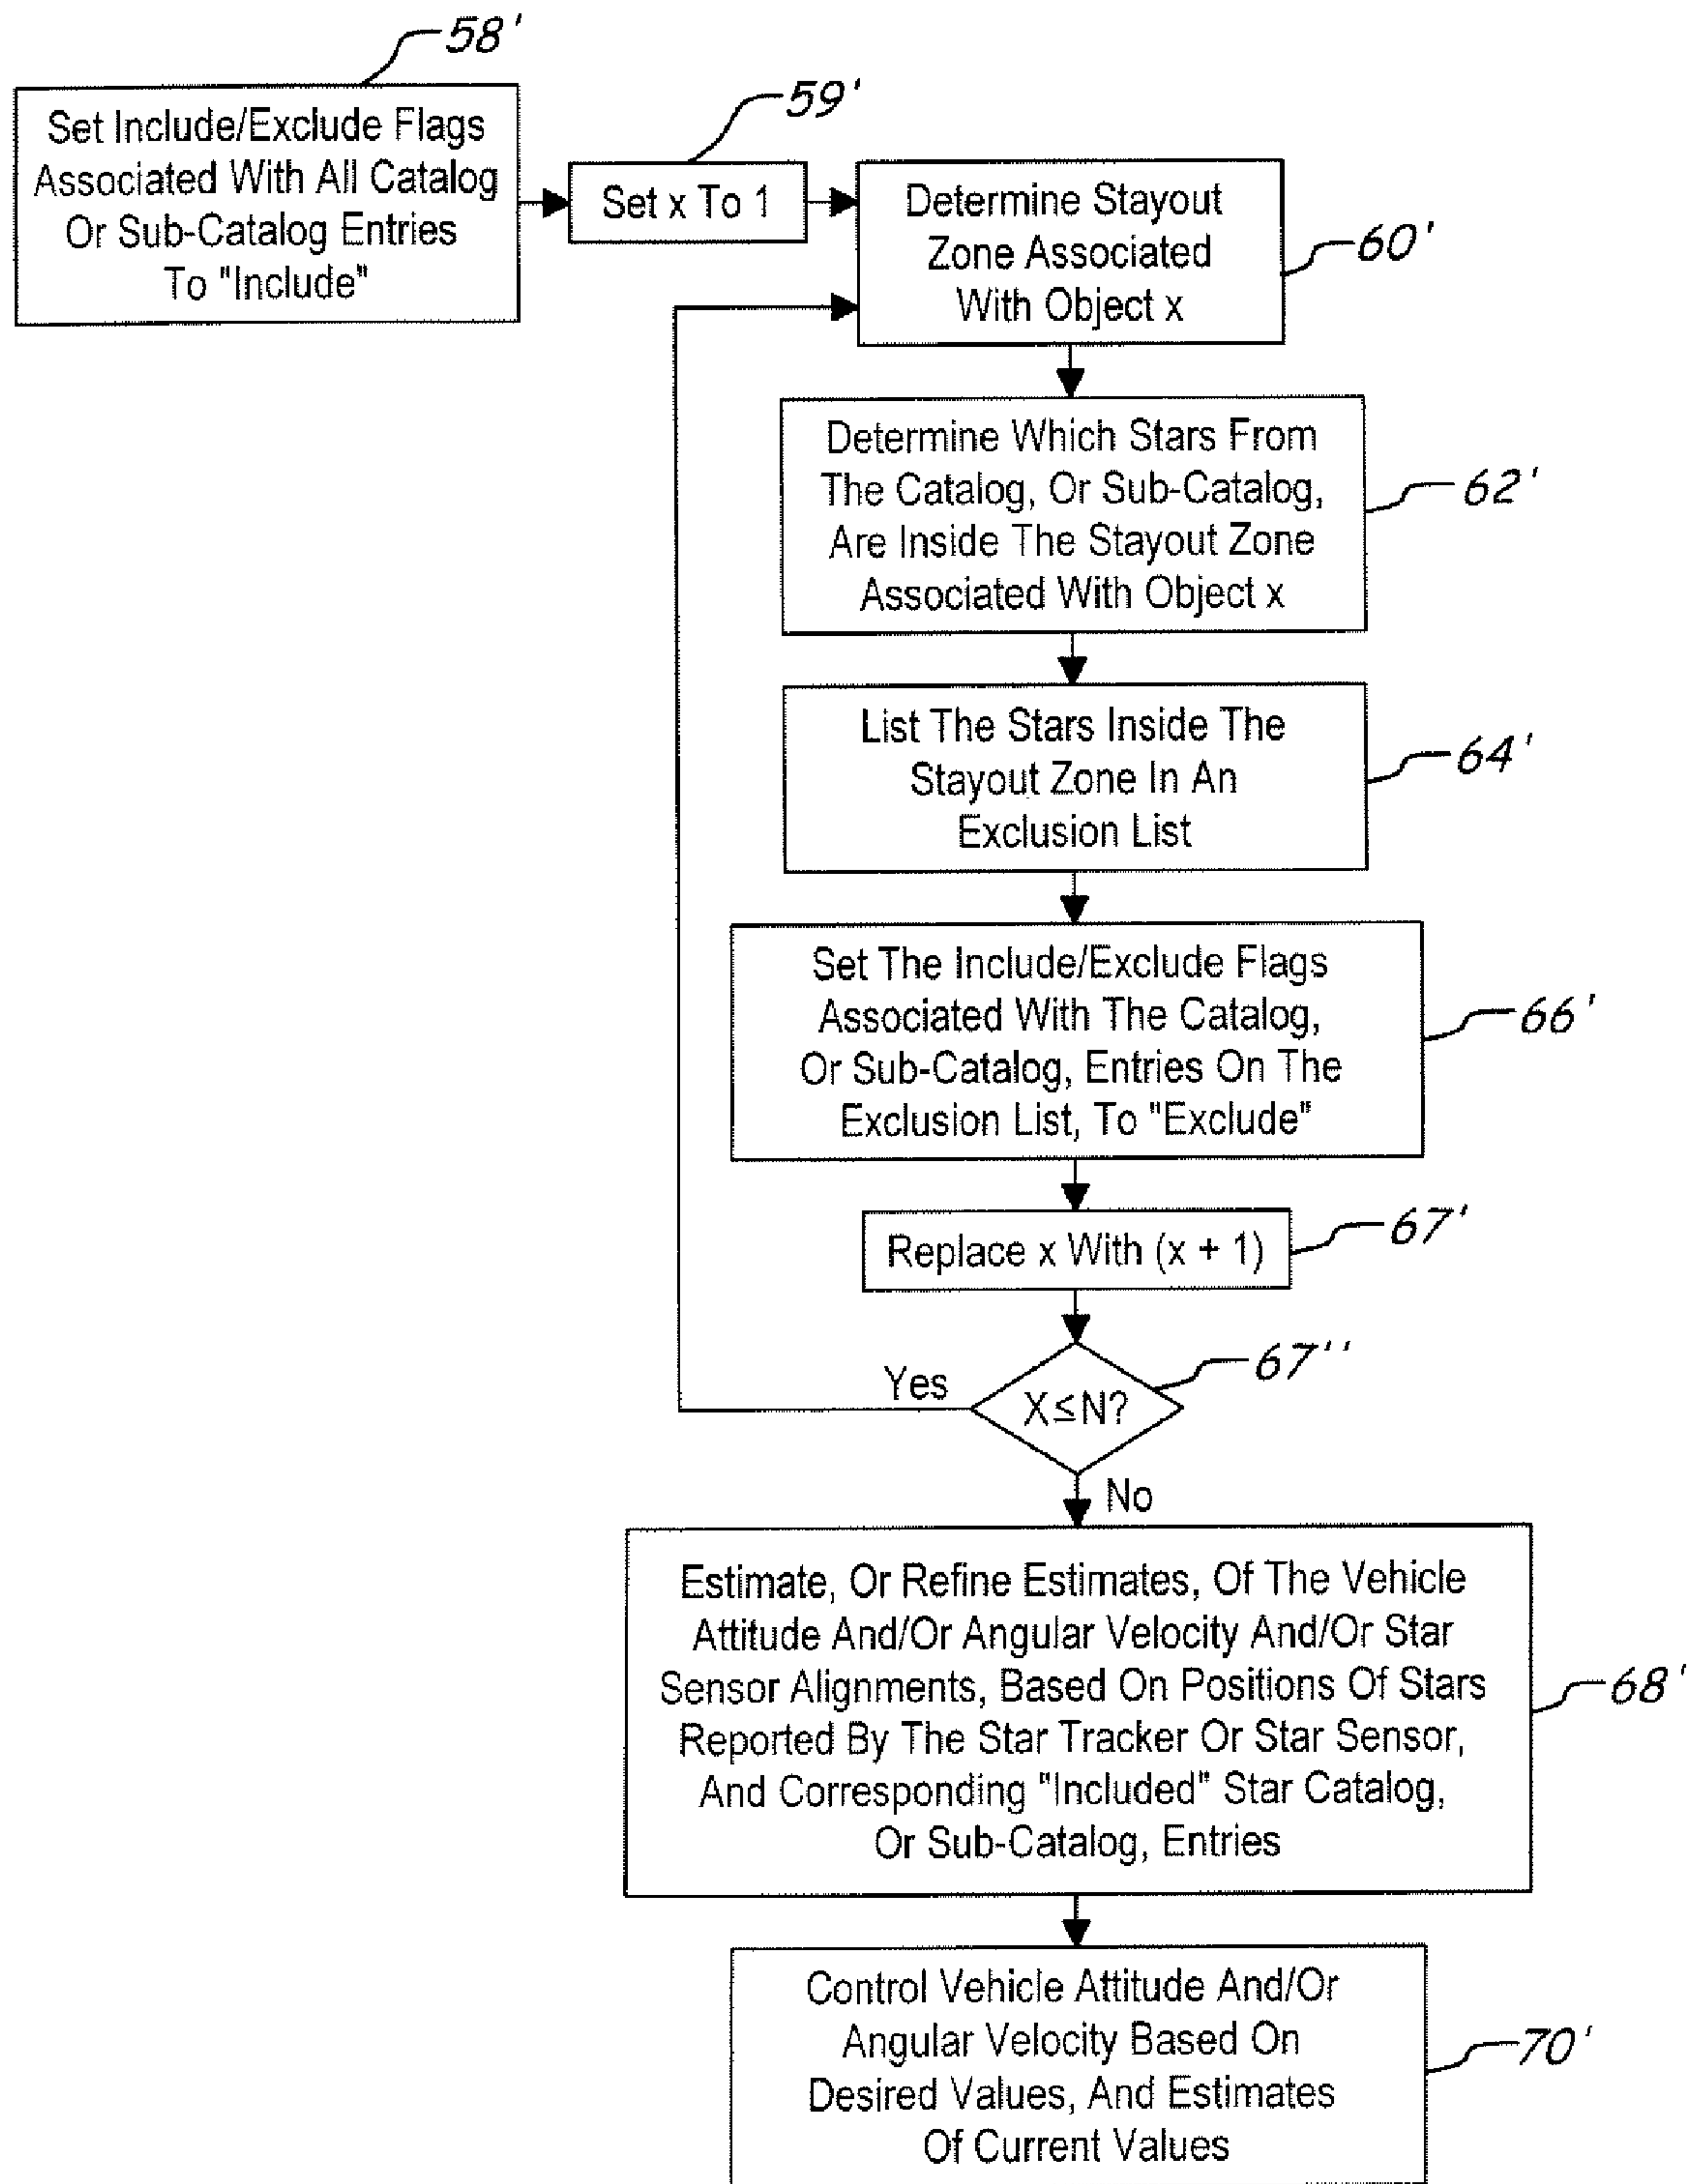 58'
Set Include/Exclude Flags
Associated With All Catalog
Or Sub-Catalog Entries
To "Include"
59'
Set x To 1
60'
Determine Stayout
Zone Associated
With Object x
62'
Determine Which Stars From
The Catalog, Or Sub-Catalog,
Are Inside The Stayout Zone
Associated With Object x
64'
List The Stars Inside The
Stayout Zone In An
Exclusion List
66'
Set The Include/Exclude Flags
Associated With The Catalog,
Or Sub-Catalog, Entries On The
Exclusion List, To "Exclude"
67'
Replace x With (x + 1)
67''
Yes
X≤N?
No
68'
Estimate, Or Refine Estimates, Of The Vehicle
Attitude And/Or Angular Velocity And/Or Star
Sensor Alignments, Based On Positions Of Stars
Reported By The Star Tracker Or Star Sensor,
And Corresponding "Included" Star Catalog,
Or Sub-Catalog, Entries
70'
Control Vehicle Attitude And/Or
Angular Velocity Based On
Desired Values, And Estimates
Of Current Values